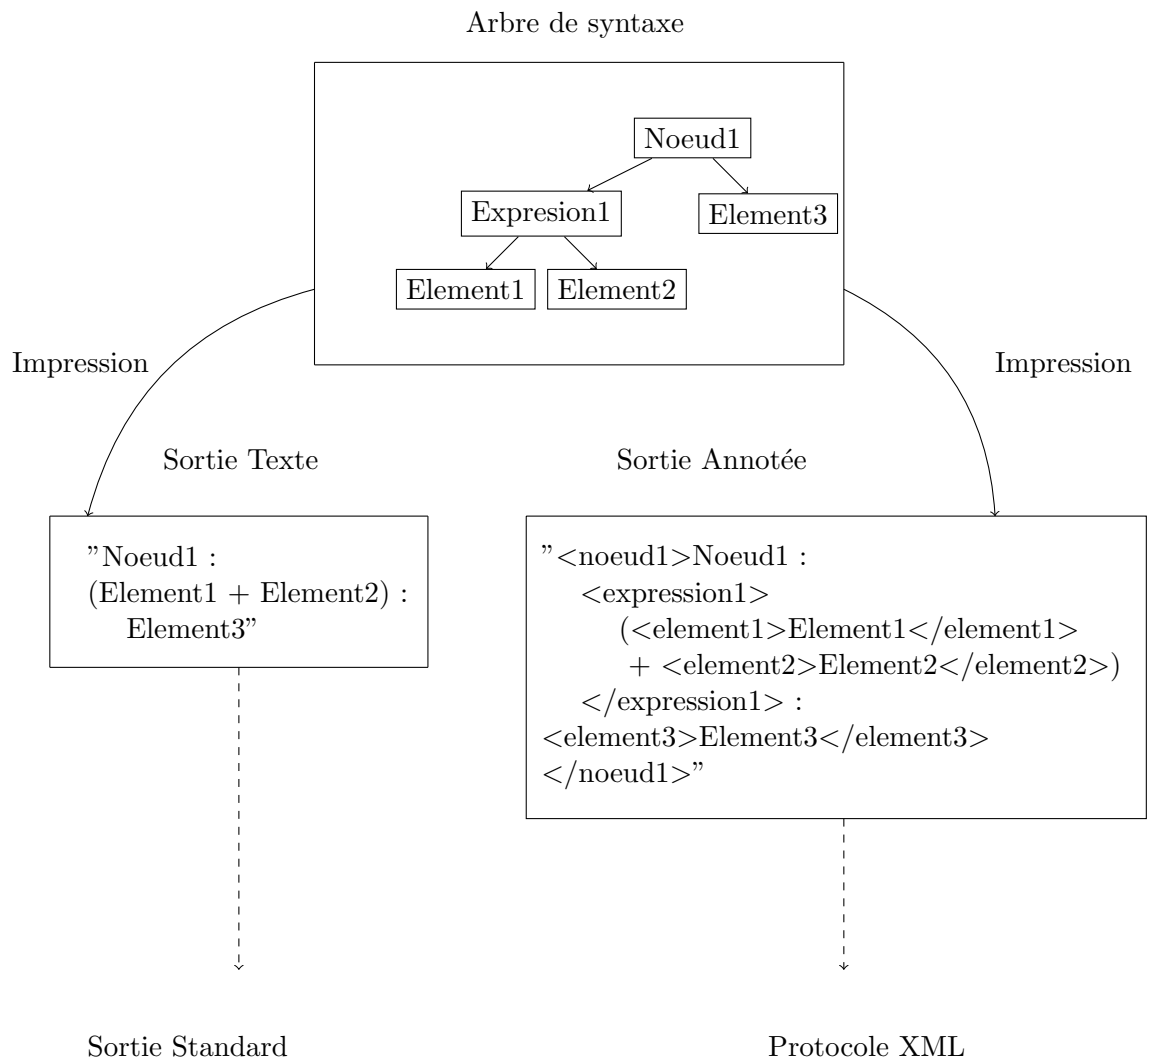 Arbre de syntaxe
Noeud1
Expresion1
Element3
Element1
Element2
Impression
Impression
Sortie Texte
Sortie Annotée
”Noeud1 :
(Element1 + Element2) :
Element3”
”<noeud1>Noeud1 :
<expression1>
(<element1>Element1</element1>
+ <element2>Element2</element2>)
</expression1> :
<element3>Element3</element3>
</noeud1>”
Sortie Standard
Protocole XML